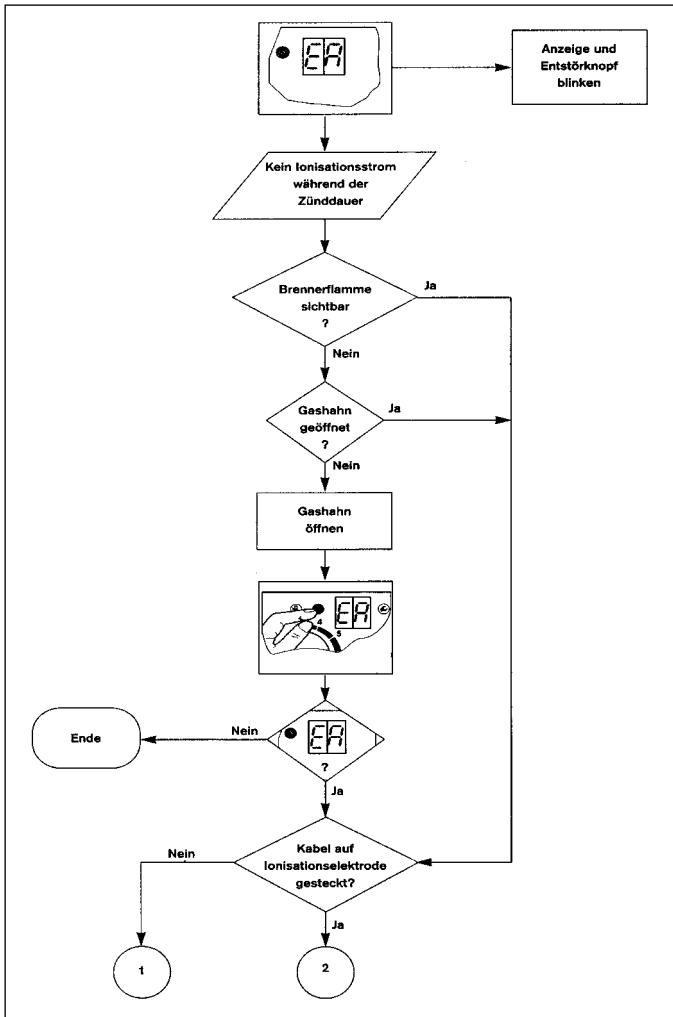 EA
Anzeige und
Entstörknopf
blinken
Kein Ionisationsstrom
während der
Zünddauer
Brennerflamme
sichtbar
?
Ja
Nein
Gashahn
geöffnet
?
Ja
Nein
Gashahn
öffnen
EA
4
5
Ende
Nein
EA
?
Ja
Kabel auf
Ionisationselektrode
gesteckt?
Nein
Ja
1
2